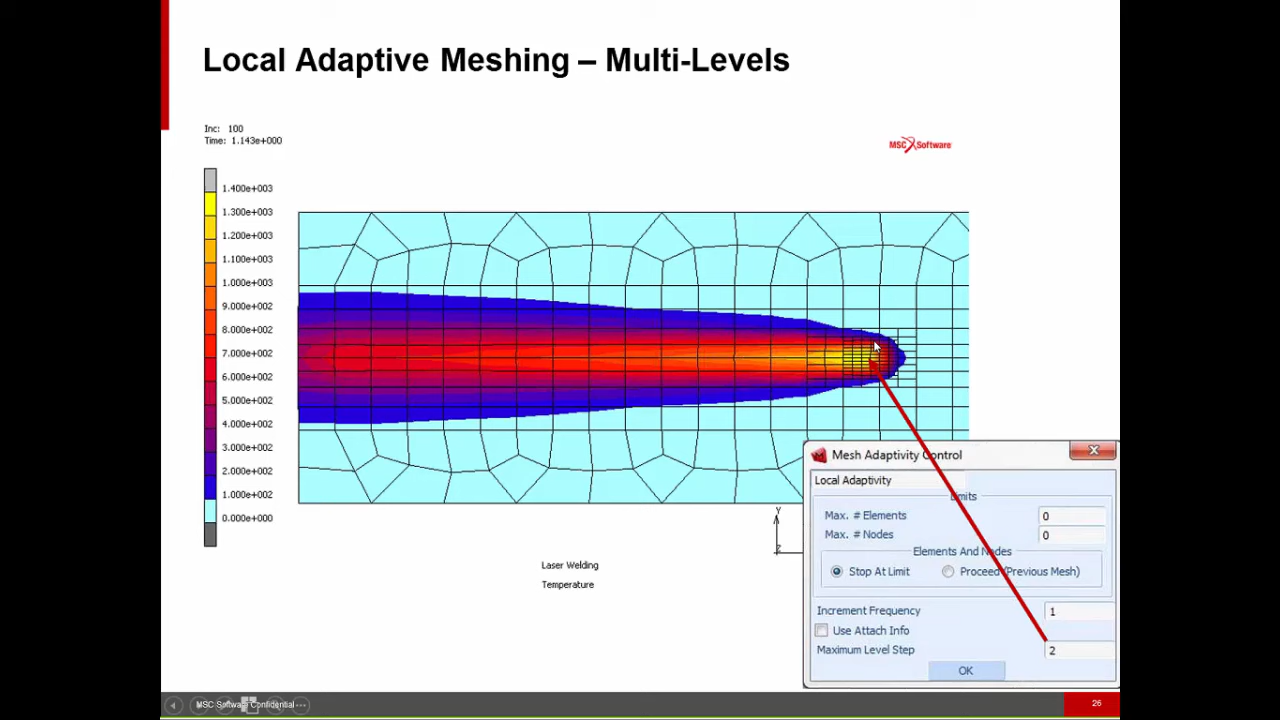 Local Adaptive Meshing – Multi-Levels
Inc: 100
Time: 1.143e+000
MSC Software
1.400e+003
1.300e+003
1.200e+003
1.100e+003
1.000e+003
9.000e+002
8.000e+002
7.000e+002
6.000e+002
5.000e+002
4.000e+002
3.000e+002
2.000e+002
1.000e+002
0.000e+000
Y
Z
Laser Welding
Temperature
Mesh Adaptivity Control
Local Adaptivity
Limits
Max. # Elements 0
Max. # Nodes 0
Elements And Nodes
Stop At Limit Proceed (Previous Mesh)
Increment Frequency 1
Use Attach Info
Maximum Level Step 2
OK
MSC Software Confidential
26